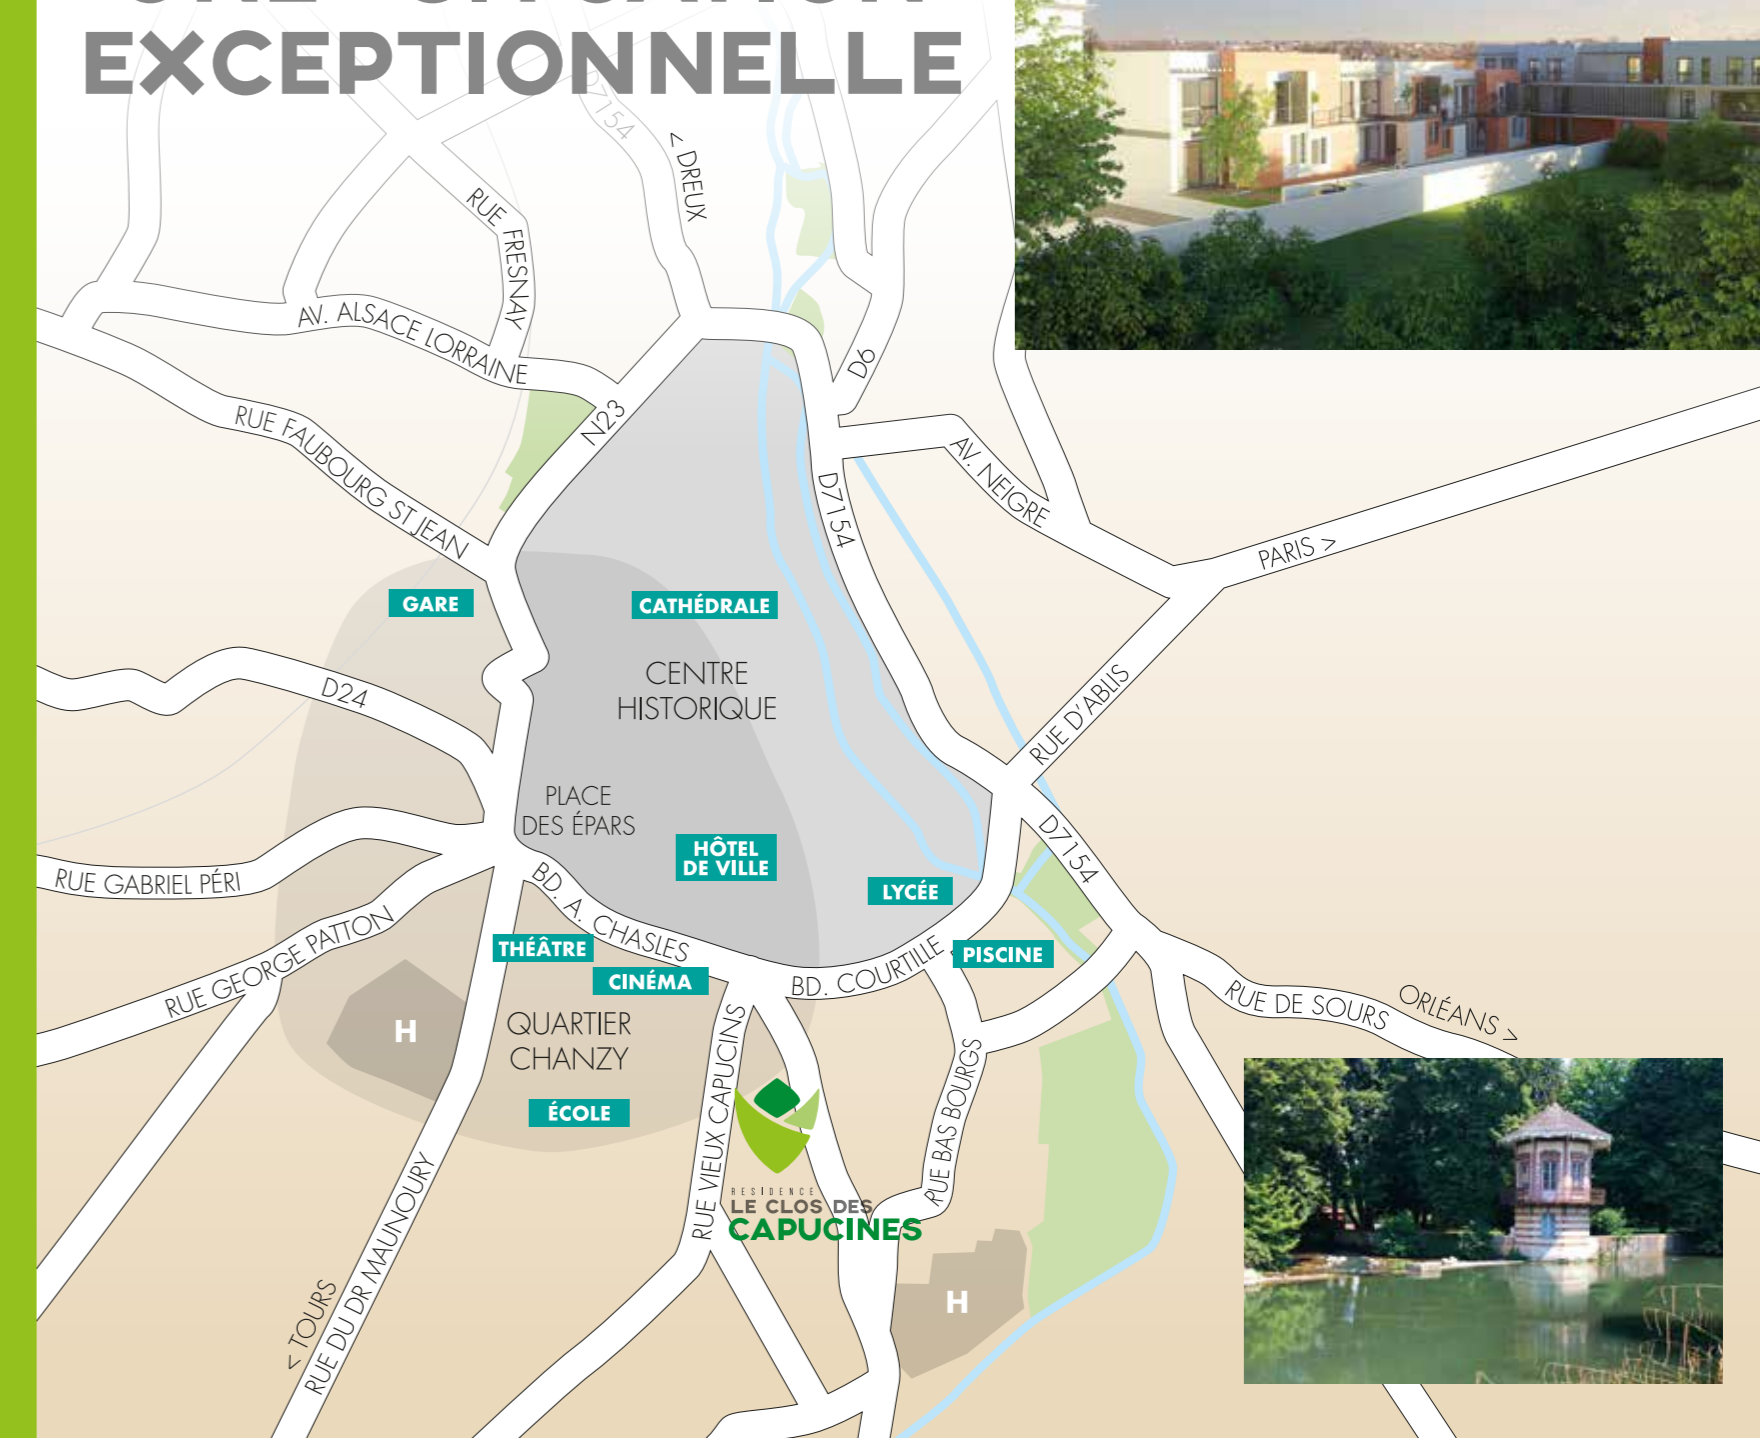 UNE SITUATION
EXCEPTIONNELLE
D7154
< DREUX
RUE FRESNAY
AV. ALSACE LORRAINE
N23
D6
RUE FAUBOURG ST JEAN
AV. NEIGRE
D7154
PARIS >
GARE
CATHÉDRALE
CENTRE
HISTORIQUE
D24
RUE D'ABLIS
PLACE
DES ÉPARS
HÔTEL
DE VILLE
D7154
RUE GABRIEL PÉRI
BD. A. CHASLES
LYCÉE
RUE GEORGE PATTON
THÉÂTRE
CINÉMA
BD. COURTILLE
PISCINE
RUE DE SOURS
ORLÉANS >
H
QUARTIER
CHANZY
ÉCOLE
RUE VIEUX CAPUCINS
RUE BAS BOURGS
RESIDENCE
LE CLOS DES
CAPUCINES
< TOURS
RUE DU DR MAUNOURY
H